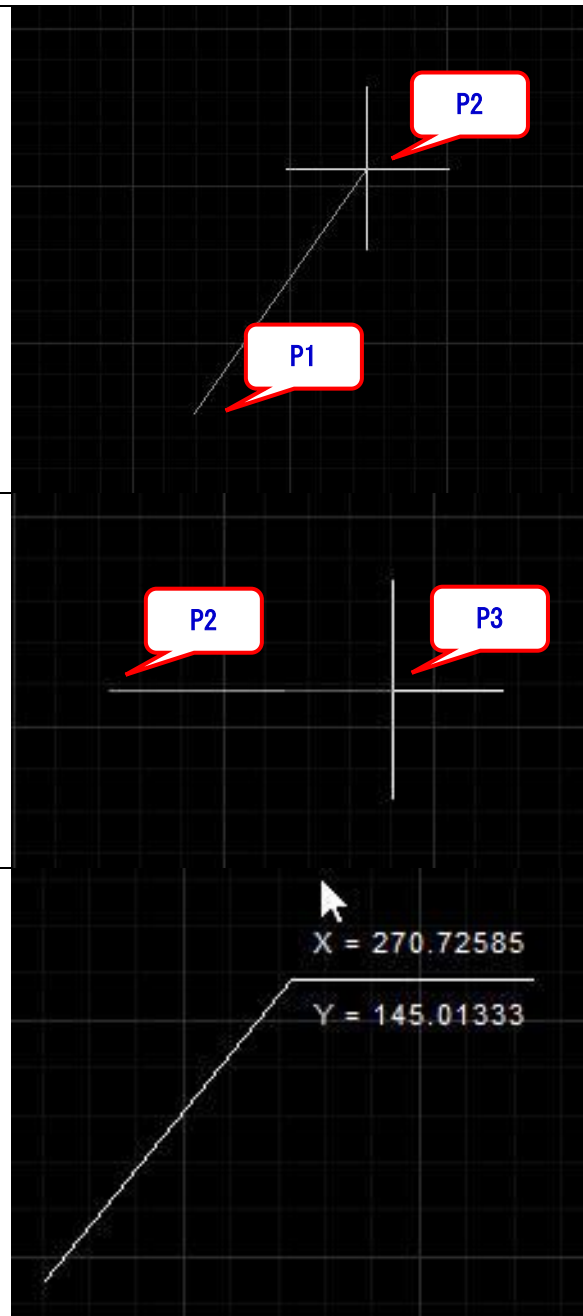 P2
P1
P2
P3
X = 270.72585
Y = 145.01333